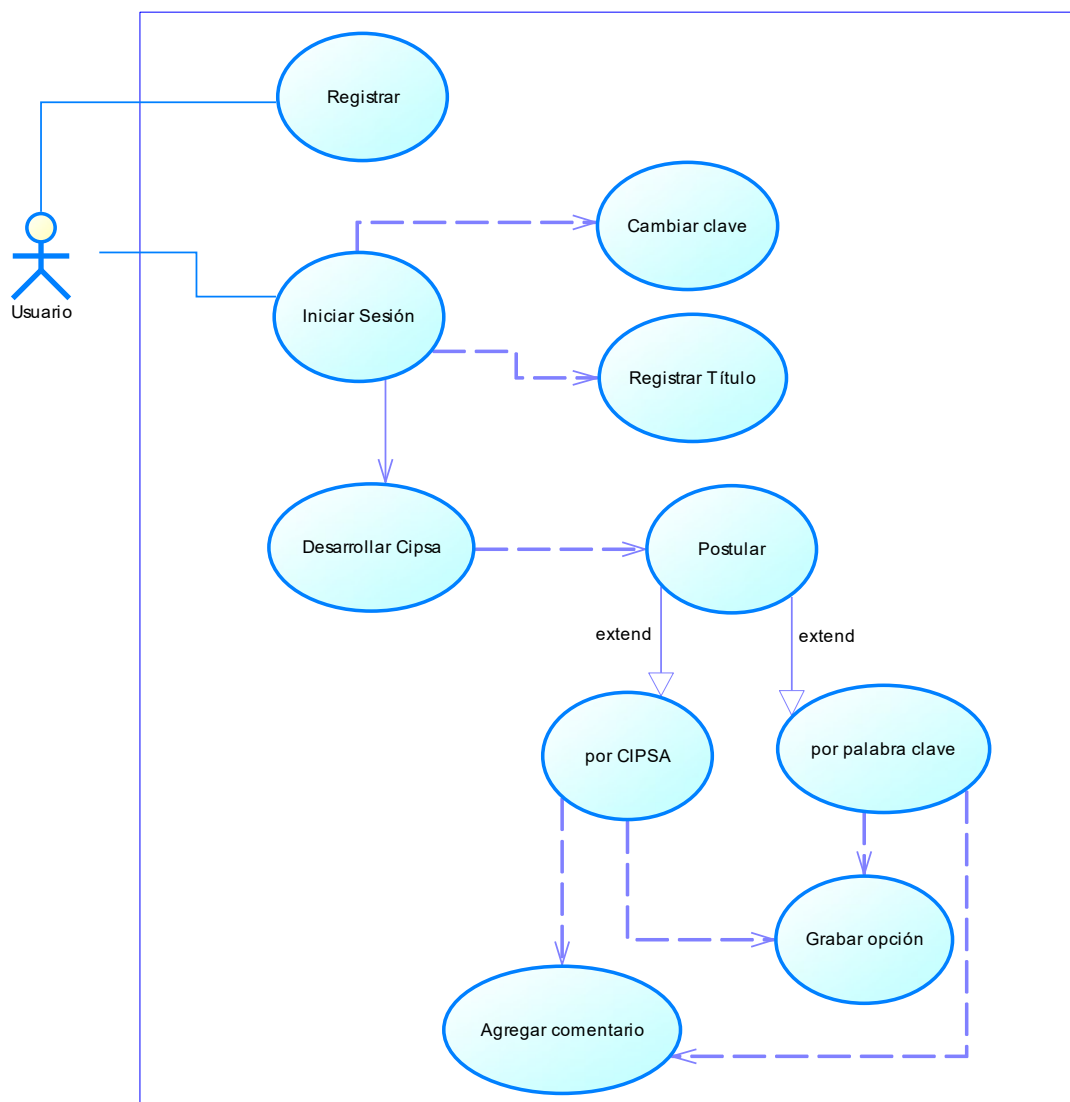 Registrar
Cambiar clave
Usuario
Iniciar Sesión
Registrar Título
Desarrollar Cipsa
Postular
extend
extend
por CIPSA
por palabra clave
Grabar opción
Agregar comentario